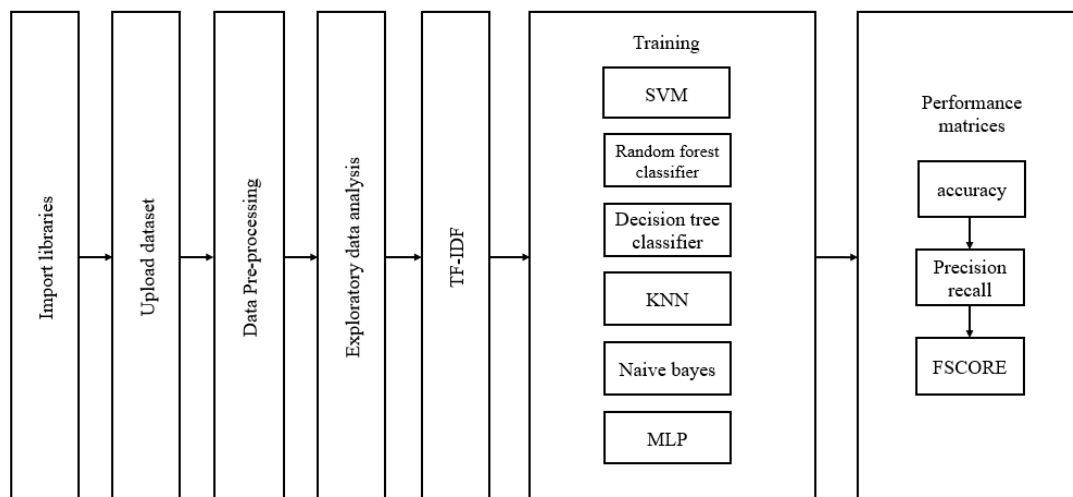 Import libraries
Upload dataset
Data Pre-processing
Exploratory data analysis
TF-IDF
Training
SVM
Random forest
classifier
Decision tree
classifier
KNN
Naive bayes
MLP
Performance
matrices
accuracy
Precision
recall
FSCORE